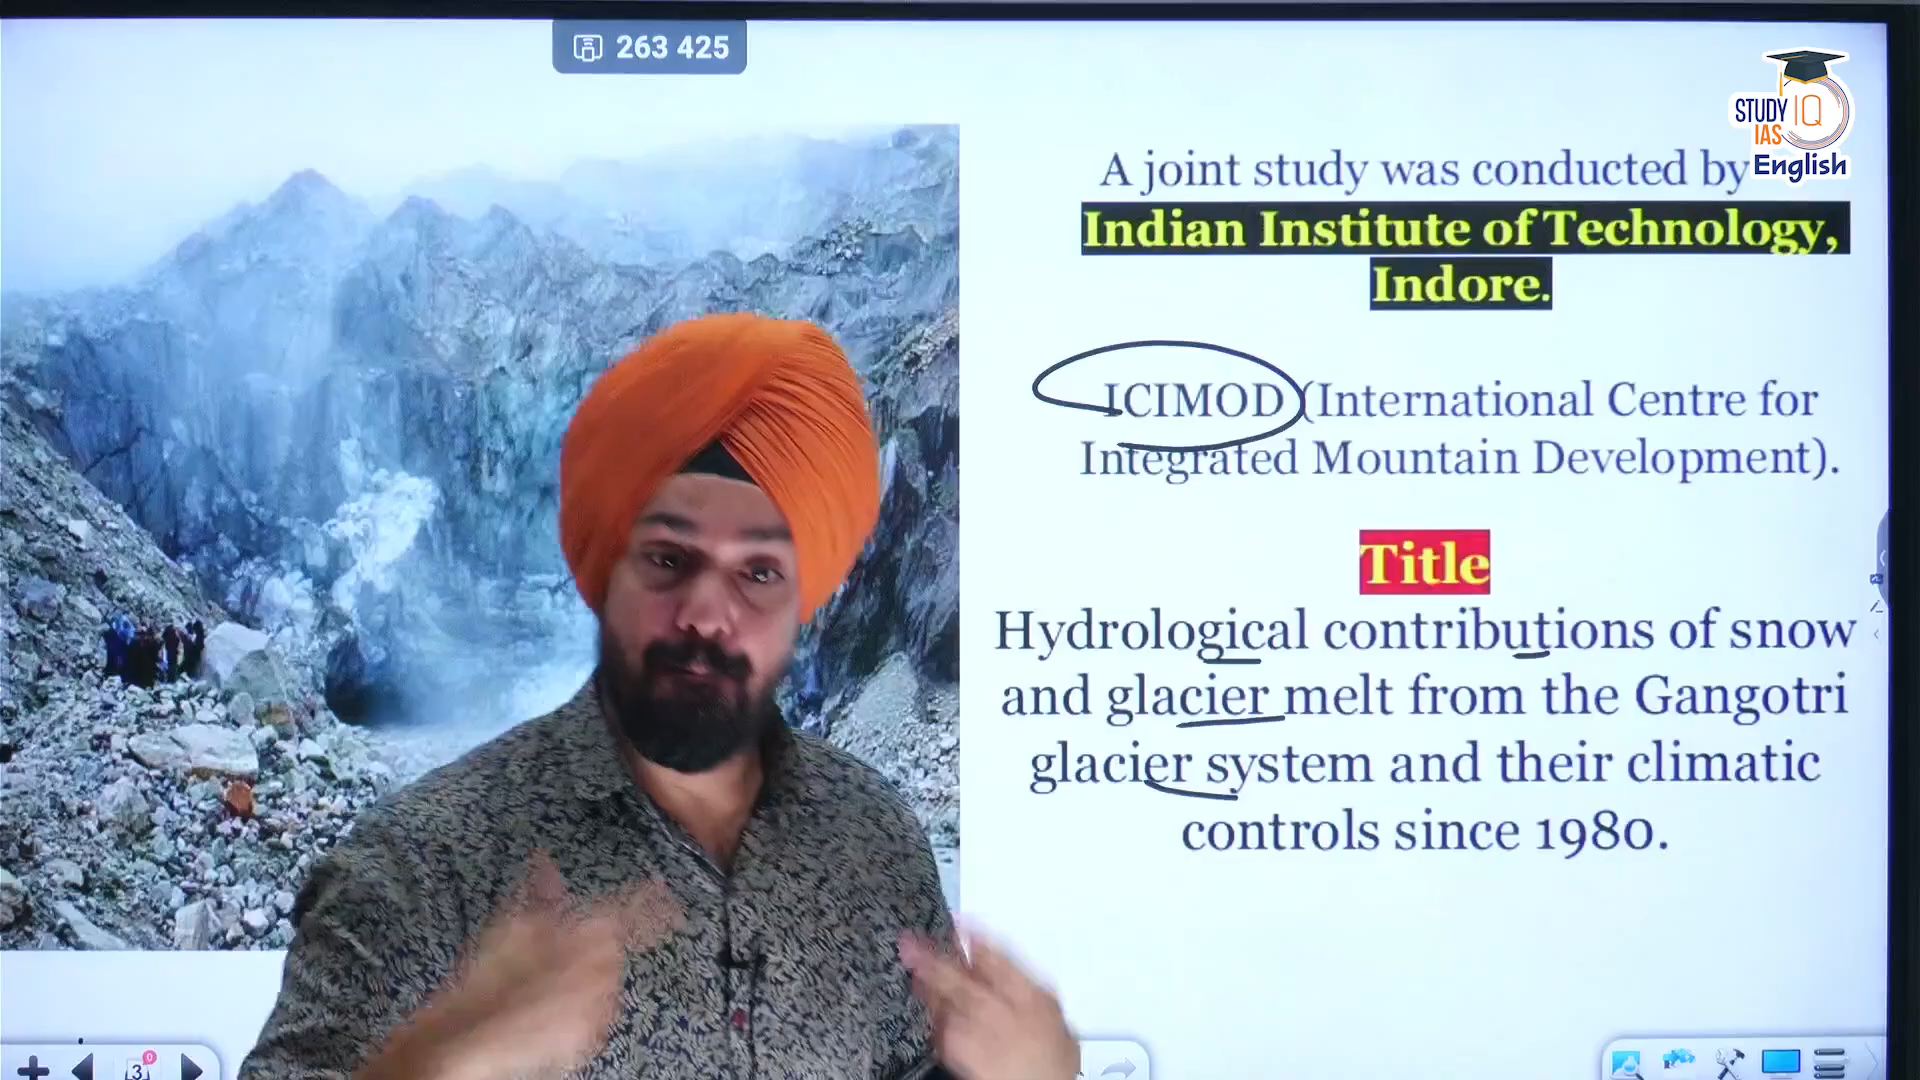 263 425
STUDY IQ
IAS
English
A joint study was conducted by
Indian Institute of Technology,
Indore.
ICIMOD (International Centre for
Integrated Mountain Development).
Title
Hydrological contributions of snow
and glacier melt from the Gangotri
glacier system and their climatic
controls since 1980.
3
0